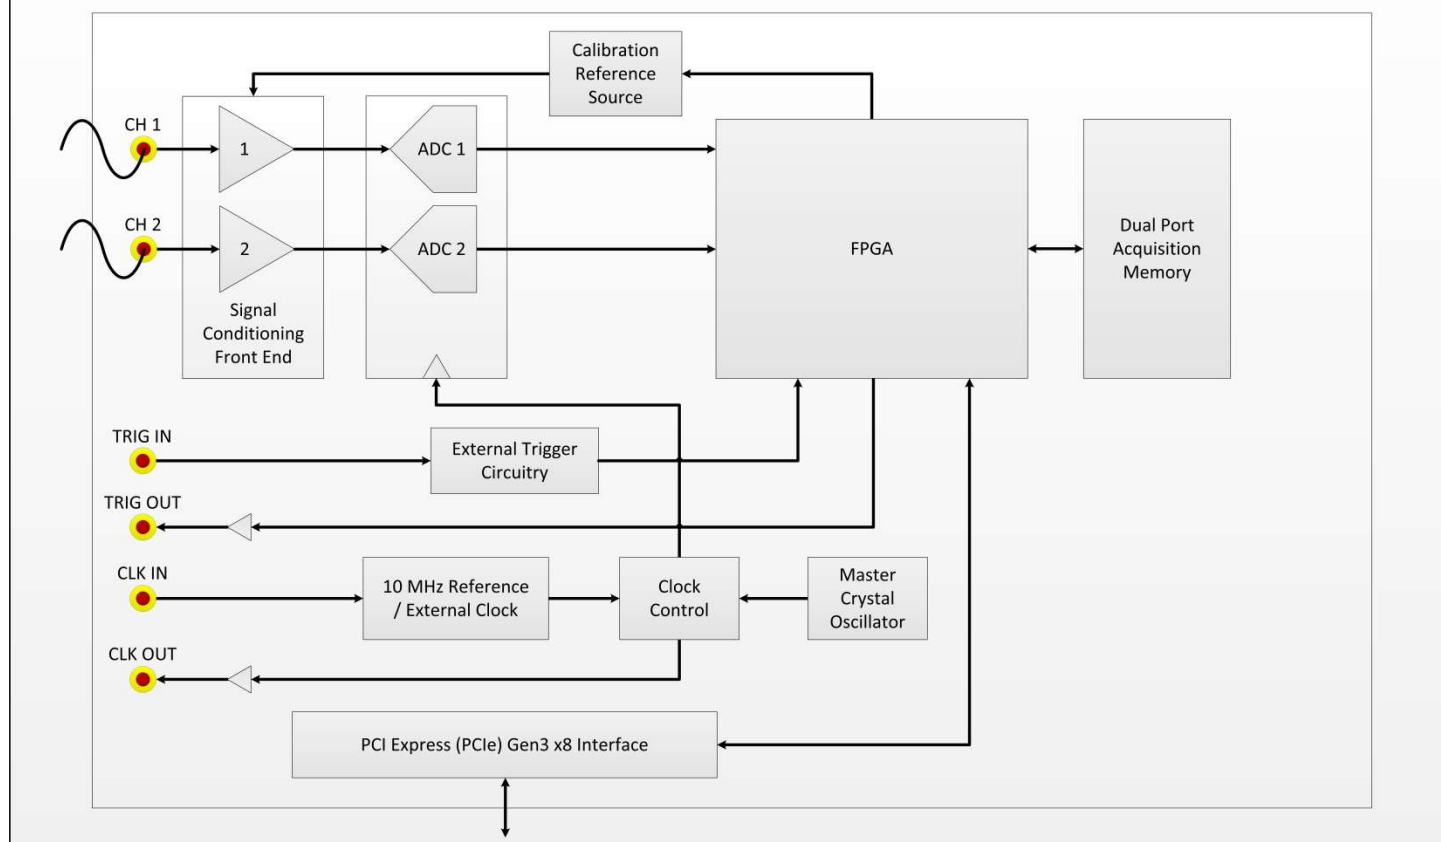 Calibration
Reference
Source
CH 1
1
ADC 1
CH 2
2
ADC 2
FPGA
Dual Port
Acquisition
Memory
Signal
Conditioning
Front End
TRIG IN
External Trigger
Circuitry
TRIG OUT
CLK IN
10 MHz Reference
/ External Clock
Clock
Control
Master
Crystal
Oscillator
CLK OUT
PCI Express (PCIe) Gen3 x8 Interface